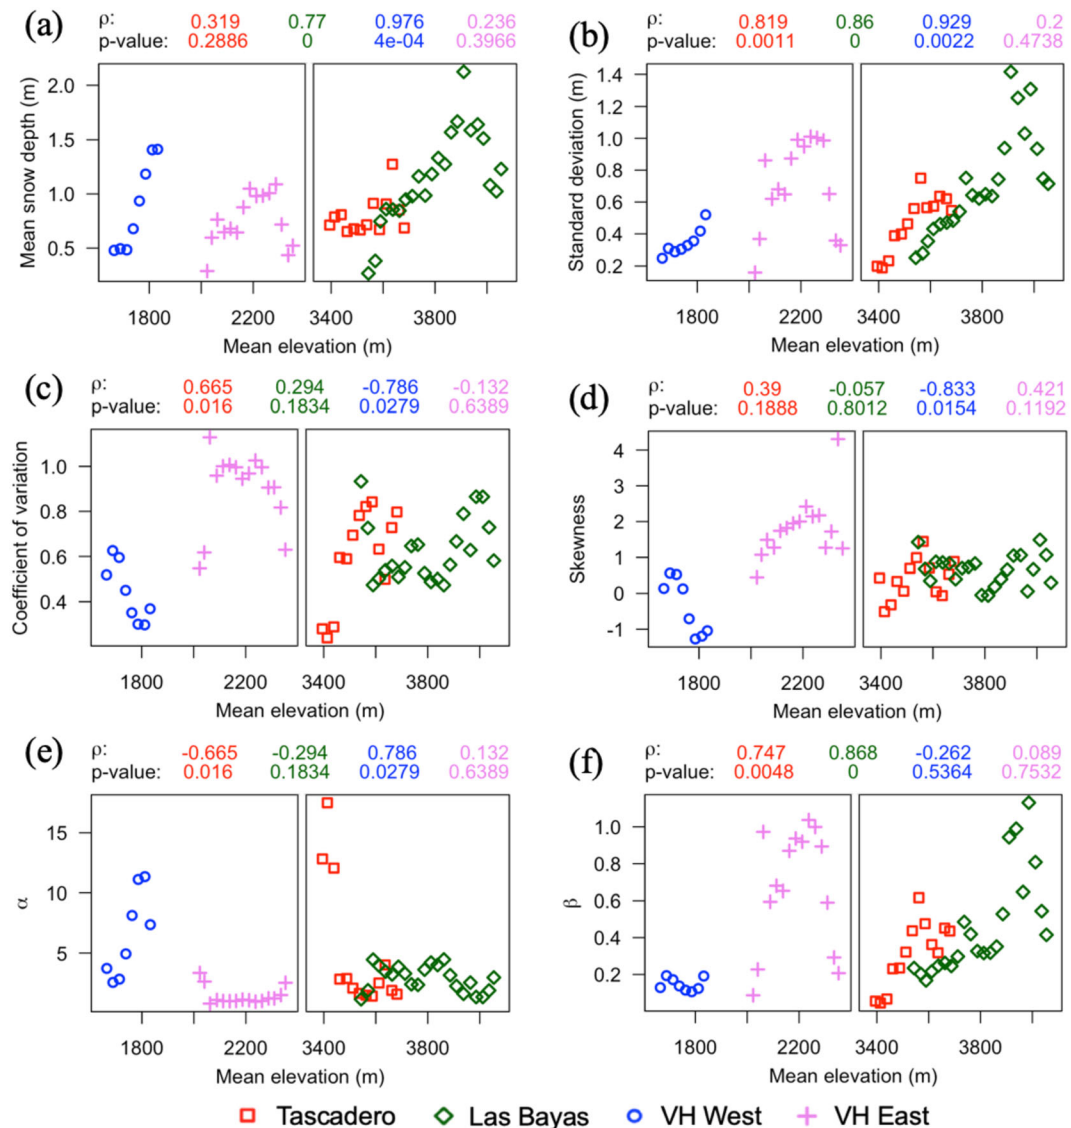 (a)
ρ: 0.319 0.77 0.976 0.236
p-value: 0.2886 0 4e-04 0.3966
Mean snow depth (m)
2.0
1.5
1.0
0.5
1800 2200 3400 3800
Mean elevation (m)
(b)
ρ: 0.819 0.86 0.929 0.2
p-value: 0.0011 0 0.0022 0.4738
Standard deviation (m)
1.4
1.2
1.0
0.8
0.6
0.4
0.2
1800 2200 3400 3800
Mean elevation (m)
(c)
ρ: 0.665 0.294 -0.786 -0.132
p-value: 0.016 0.1834 0.0279 0.6389
Coefficient of variation
1.0
0.8
0.6
0.4
1800 2200 3400 3800
Mean elevation (m)
(d)
ρ: 0.39 -0.057 -0.833 0.421
p-value: 0.1888 0.8012 0.0154 0.1192
Skewness
4
3
2
1
0
-1
1800 2200 3400 3800
Mean elevation (m)
(e)
ρ: -0.665 -0.294 0.786 0.132
p-value: 0.016 0.1834 0.0279 0.6389
α
15
10
5
1800 2200 3400 3800
Mean elevation (m)
(f)
ρ: 0.747 0.868 -0.262 0.089
p-value: 0.0048 0 0.5364 0.7532
β
1.0
0.8
0.6
0.4
0.2
1800 2200 3400 3800
Mean elevation (m)
Tascadero Las Bayas VH West VH East